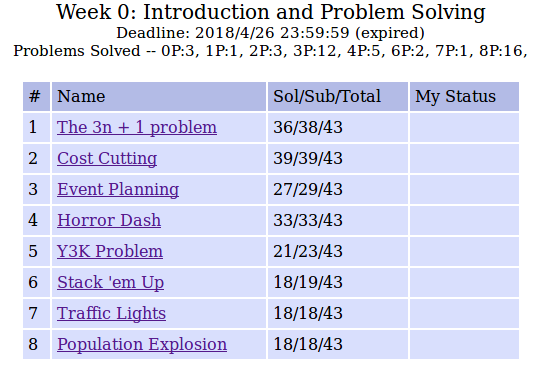 Week 0: Introduction and Problem Solving
Deadline: 2018/4/26 23:59:59 (expired)
Problems Solved -- 0P:3, 1P:1, 2P:3, 3P:12, 4P:5, 6P:2, 7P:1, 8P:16,
# Name Sol/Sub/Total My Status
1 The 3n + 1 problem 36/38/43
2 Cost Cutting 39/39/43
3 Event Planning 27/29/43
4 Horror Dash 33/33/43
5 Y3K Problem 21/23/43
6 Stack 'em Up 18/19/43
7 Traffic Lights 18/18/43
8 Population Explosion 18/18/43